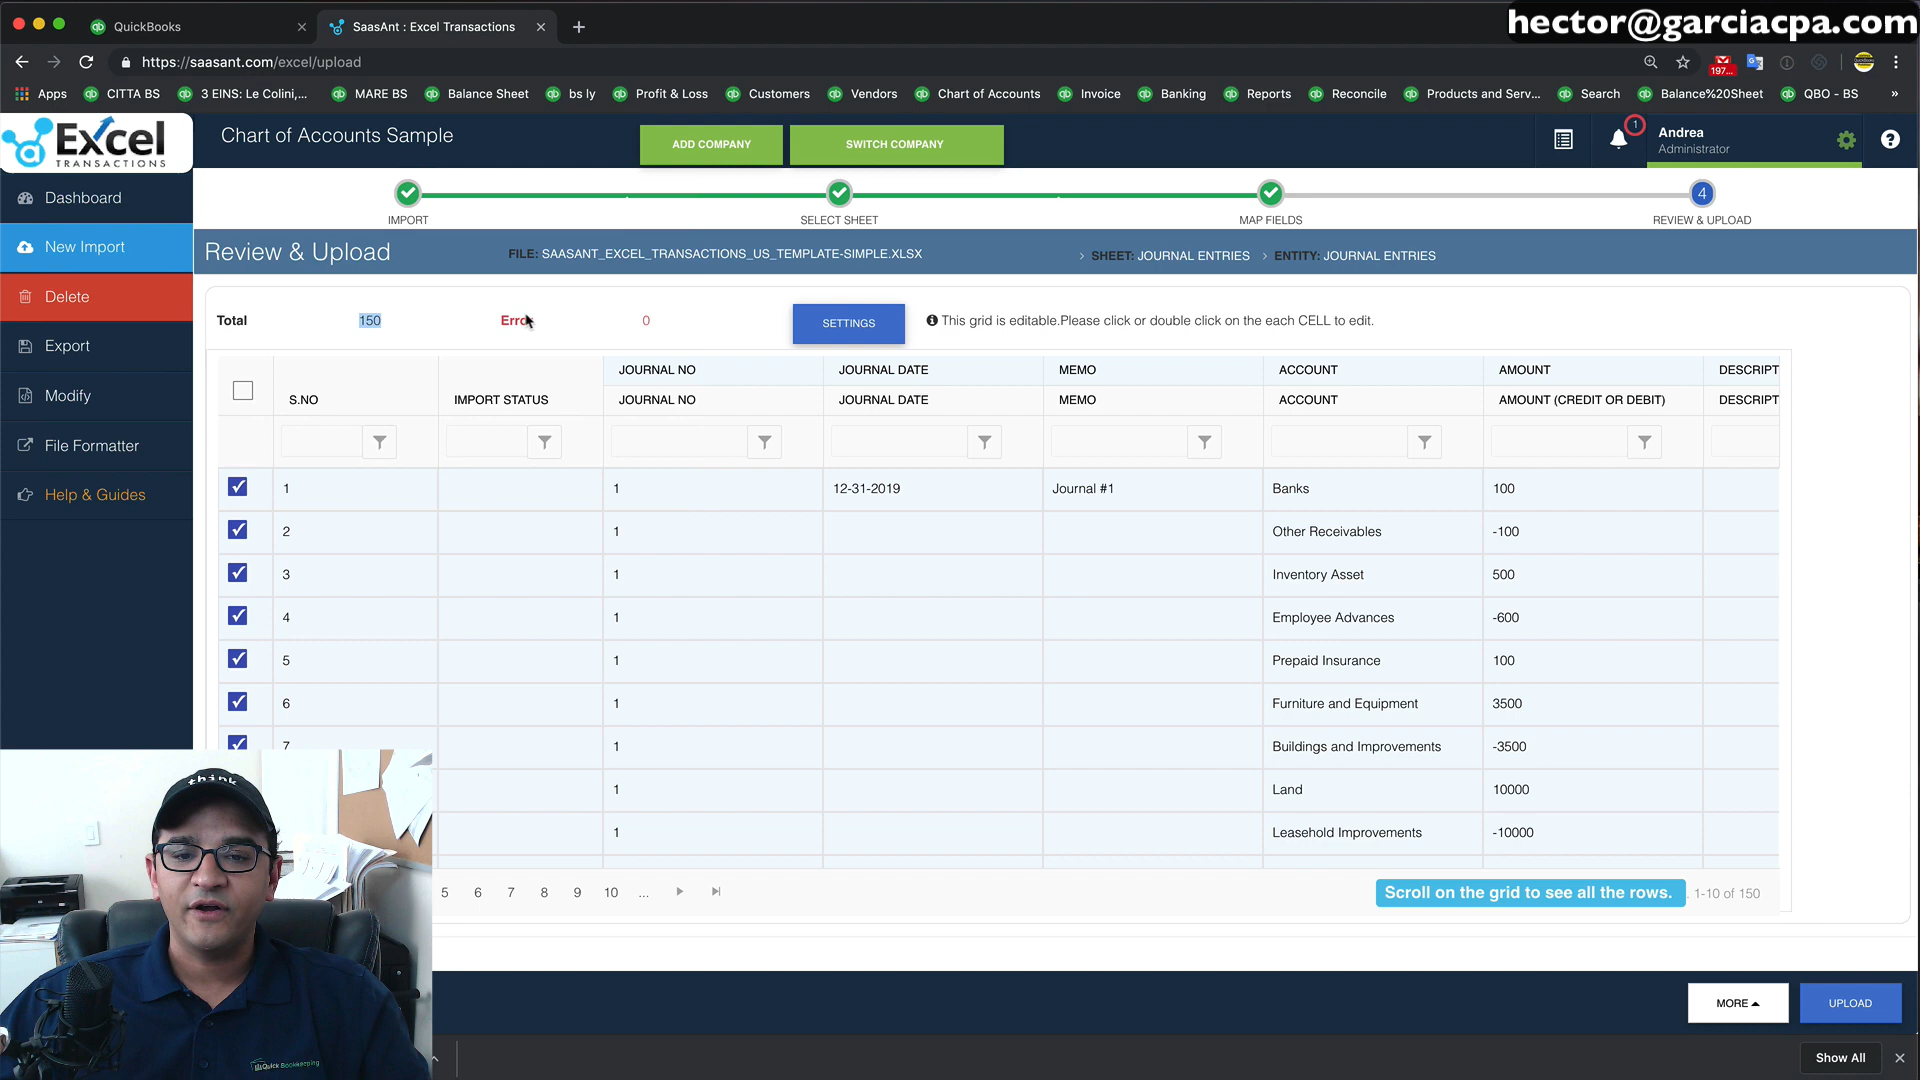 hector@garciacpa.com
QuickBooks
SaasAnt : Excel Transactions
https://saasant.com/excel/upload
197...
Apps CITTA BS 3 EINS: Le Colini,... MARE BS Balance Sheet bs ly Profit & Loss Customers Vendors Chart of Accounts Invoice Banking Reports Reconcile Products and Serv... Search Balance%20Sheet QBO - BS »
Excel
TRANSACTIONS
Chart of Accounts Sample
ADD COMPANY
SWITCH COMPANY
1
Andrea
Administrator
Dashboard
New Import
Delete
Export
Modify
File Formatter
Help & Guides
4
IMPORT SELECT SHEET MAP FIELDS REVIEW & UPLOAD
Review & Upload FILE: SAASANT_EXCEL_TRANSACTIONS_US_TEMPLATE-SIMPLE.XLSX > SHEET: JOURNAL ENTRIES > ENTITY: JOURNAL ENTRIES
Total 150 Erro 0 SETTINGS This grid is editable.Please click or double click on the each CELL to edit.
JOURNAL NO JOURNAL DATE MEMO ACCOUNT AMOUNT DESCRIPT
S.NO IMPORT STATUS JOURNAL NO JOURNAL DATE MEMO ACCOUNT AMOUNT (CREDIT OR DEBIT) DESCRIPT
1 1 12-31-2019 Journal #1 Banks 100
2 1 Other Receivables -100
3 1 Inventory Asset 500
4 1 Employee Advances -600
5 1 Prepaid Insurance 100
6 1 Furniture and Equipment 3500
7 1 Buildings and Improvements -3500
1 Land 10000
1 Leasehold Improvements -10000
5 6 7 8 9 10 ...
Scroll on the grid to see all the rows. 1-10 of 150
MORE
UPLOAD
Show All
think
Quick Bookkeeping